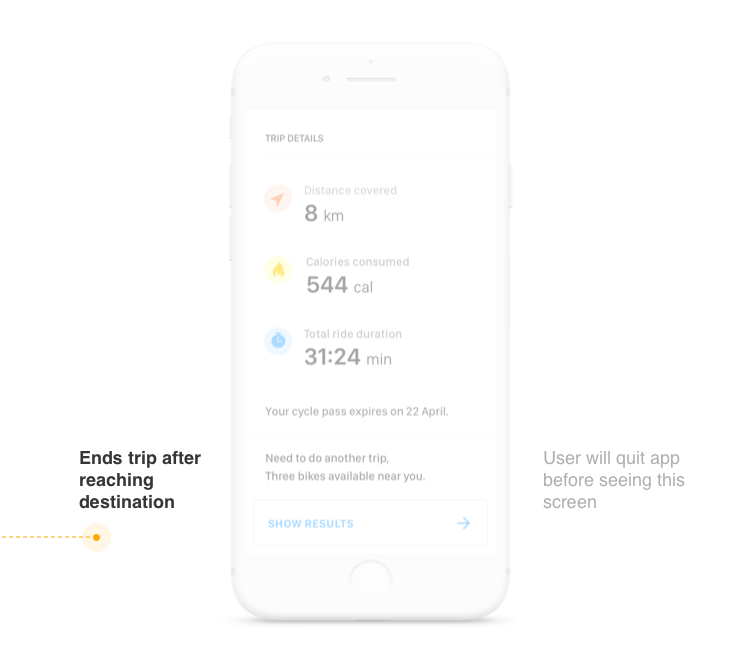 TRIP DETAILS
Distance covered
8 km
Calories consumed
544 cal
Total ride duration
31:24 min
Your cycle pass expires on 22 April.
Need to do another trip,
Three bikes available near you.
SHOW RESULTS
Ends trip after
reaching
destination
User will quit app
before seeing this
screen